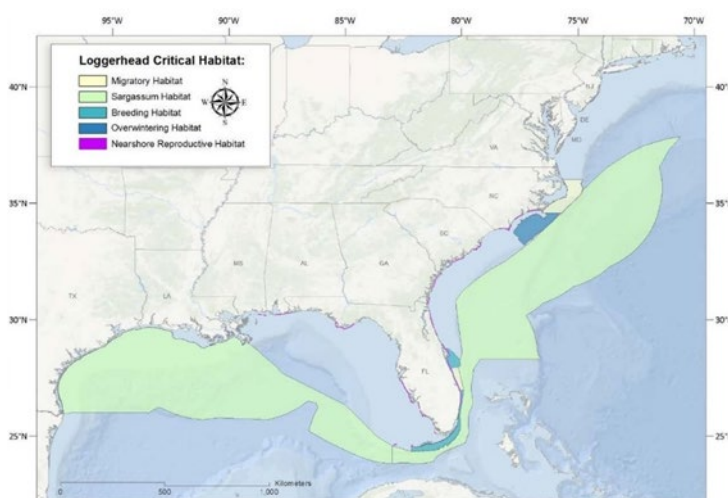 95°W 90°W 85°W 80°W 75°W 70°W
Loggerhead Critical Habitat:
Migratory Habitat
Sargassum Habitat
Breeding Habitat
Overwintering Habitat
Nearshore Reproductive Habitat
N
W E
S
40°N 40°N
NJ
DE
MD
VA
35°N 35°N
NC
SC
MS AL GA
TX LA
30°N 30°N
FL
25°N 25°N
Kilometers
0 500 1,000